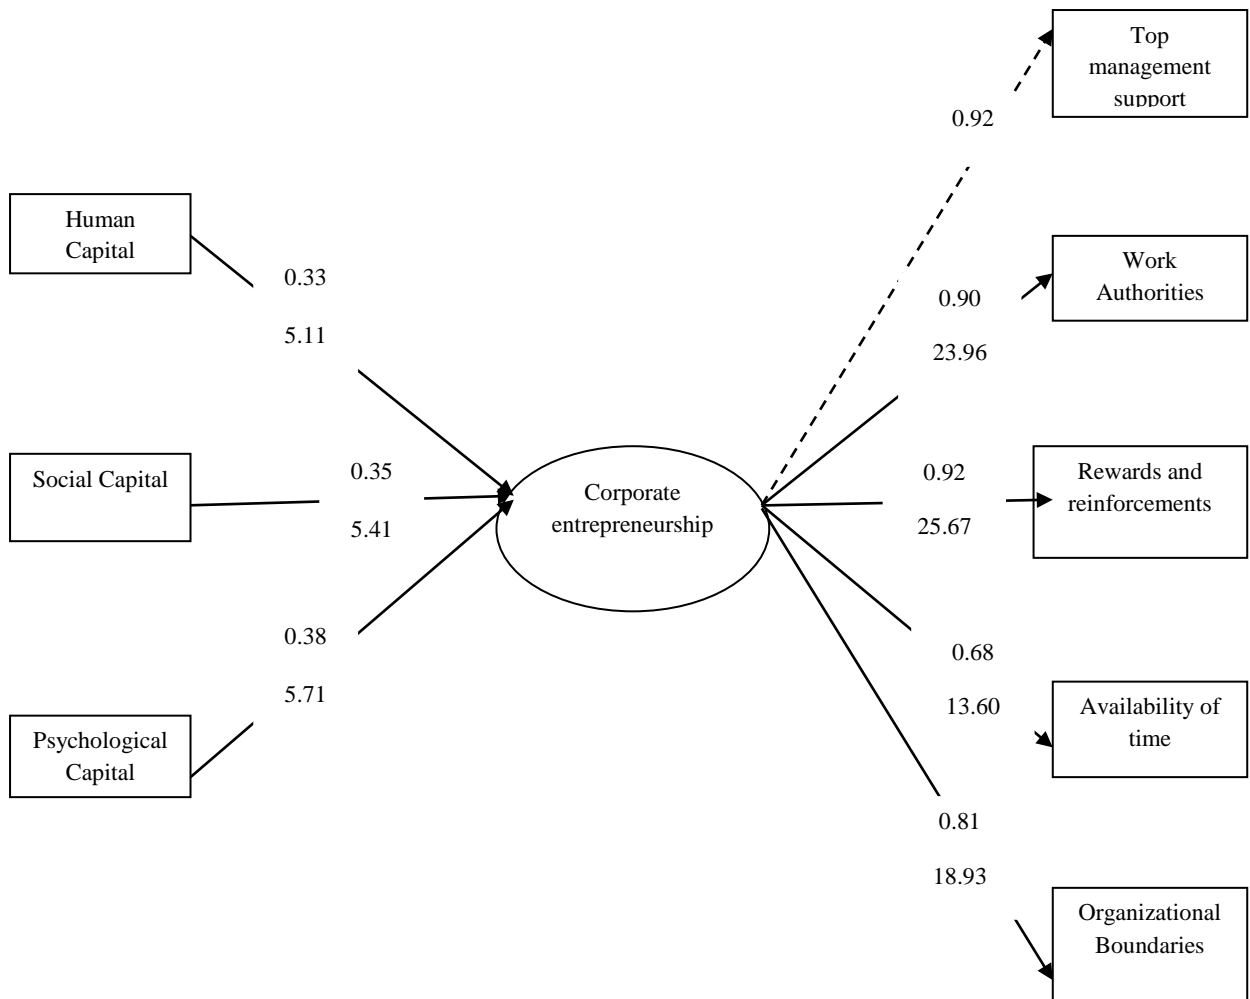 Top
management
support
0.92
Human
Capital
0.33
5.11
Work
Authorities
0.90
23.96
Social Capital
0.35
5.41
Corporate
entrepreneurship
0.92
25.67
Rewards and
reinforcements
0.38
5.71
Psychological
Capital
0.68
13.60
Availability of
time
0.81
18.93
Organizational
Boundaries